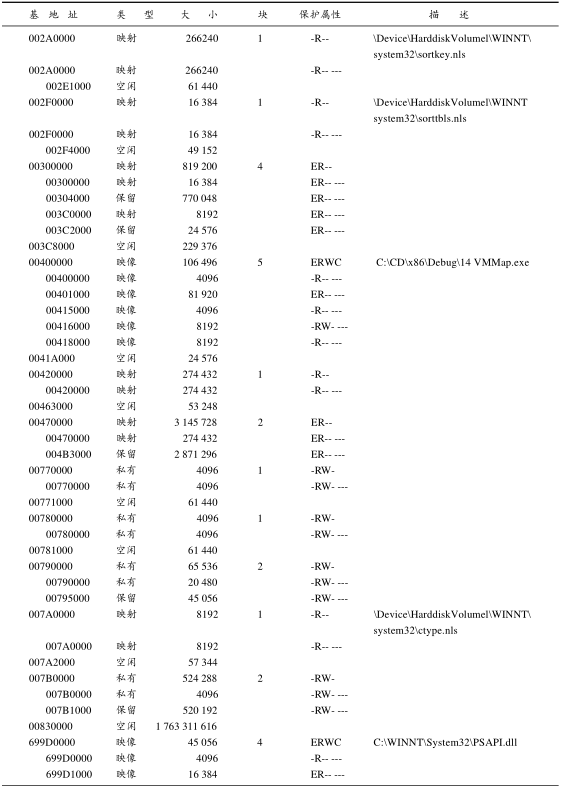 基 地 址 类 型 大 小 块 保护属性 描 述
002A0000 映射 266240 1 -R-- \Device\HarddiskVolumel\WINNT\
system32\sortkey.nls
002A0000 映射 266240 -R-- ---
002E1000 空闲 61 440
002F0000 映射 16 384 1 -R-- \Device\HarddiskVolumel\WINNT
system32\sorttbls.nls
002F0000 映射 16 384 -R-- ---
002F4000 空闲 49 152
00300000 映射 819 200 4 ER--
00300000 映射 16 384 ER-- ---
00304000 保留 770 048 ER-- ---
003C0000 映射 8192 ER-- ---
003C2000 保留 24 576 ER-- ---
003C8000 空闲 229 376
00400000 映像 106 496 5 ERWC C:\CD\x86\Debug\14 VMMap.exe
00400000 映像 4096 -R-- ---
00401000 映像 81 920 ER-- ---
00415000 映像 4096 -R-- ---
00416000 映像 8192 -RW- ---
00418000 映像 8192 -R-- ---
0041A000 空闲 24 576
00420000 映射 274 432 1 -R--
00420000 映射 274 432 -R-- ---
00463000 空闲 53 248
00470000 映射 3 145 728 2 ER--
00470000 映射 274 432 ER-- ---
004B3000 保留 2 871 296 ER-- ---
00770000 私有 4096 1 -RW-
00770000 私有 4096 -RW- ---
00771000 空闲 61 440
00780000 私有 4096 1 -RW-
00780000 私有 4096 -RW- ---
00781000 空闲 61 440
00790000 私有 65 536 2 -RW-
00790000 私有 20 480 -RW- ---
00795000 保留 45 056 -RW- ---
007A0000 映射 8192 1 -R-- \Device\HarddiskVolumel\WINNT\
system32\ctype.nls
007A0000 映射 8192 -R-- ---
007A2000 空闲 57 344
007B0000 私有 524 288 2 -RW-
007B0000 私有 4096 -RW- ---
007B1000 保留 520 192 -RW- ---
00830000 空闲 1 763 311 616
699D0000 映像 45 056 4 ERWC C:\WINNT\System32\PSAPI.dll
699D0000 映像 4096 -R-- ---
699D1000 映像 16 384 ER-- ---